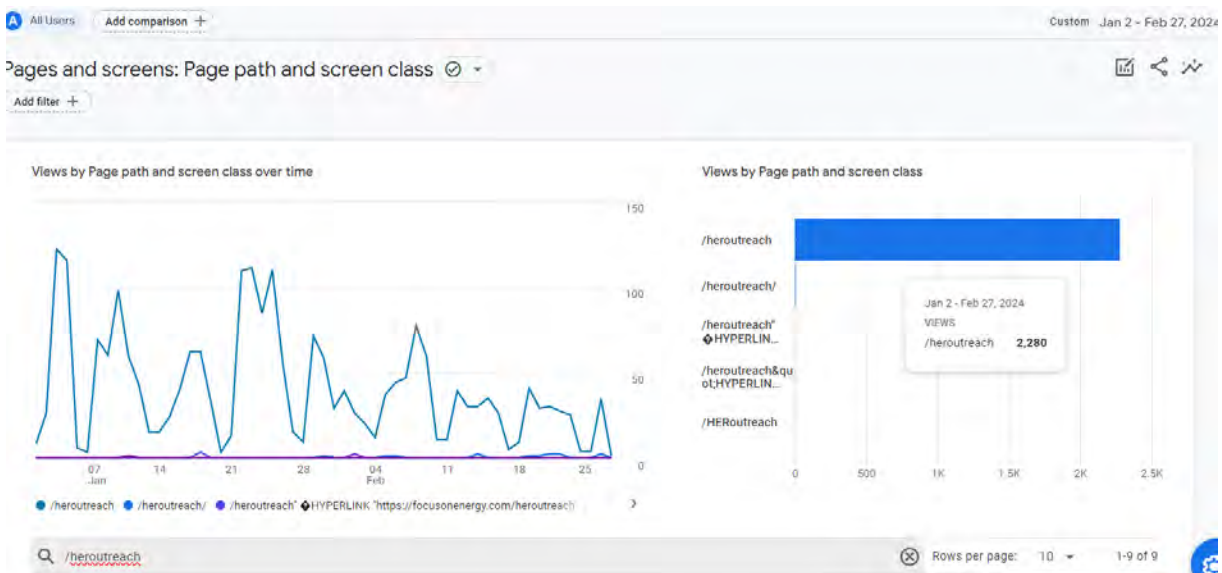 A All Users Add comparison + Custom Jan 2 - Feb 27, 2024
Pages and screens: Page path and screen class
Add filter +
Views by Page path and screen class over time
150
100
50
0
07 Jan
14
21
28
04 Feb
11
18
25
/heroutreach /heroutreach/ /heroutreach" �HYPERLINK "https://focusonenergy.com/heroutreach
Views by Page path and screen class
/heroutreach
/heroutreach/
/heroutreach"
�HYPERLIN...
/heroutreach&qu
ot;HYPERLIN...
/HERoutreach
Jan 2 - Feb 27, 2024
VIEWS
/heroutreach 2,280
0 500 1K 1.5K 2K 2.5K
/heroutreach
Rows per page: 10 1-9 of 9